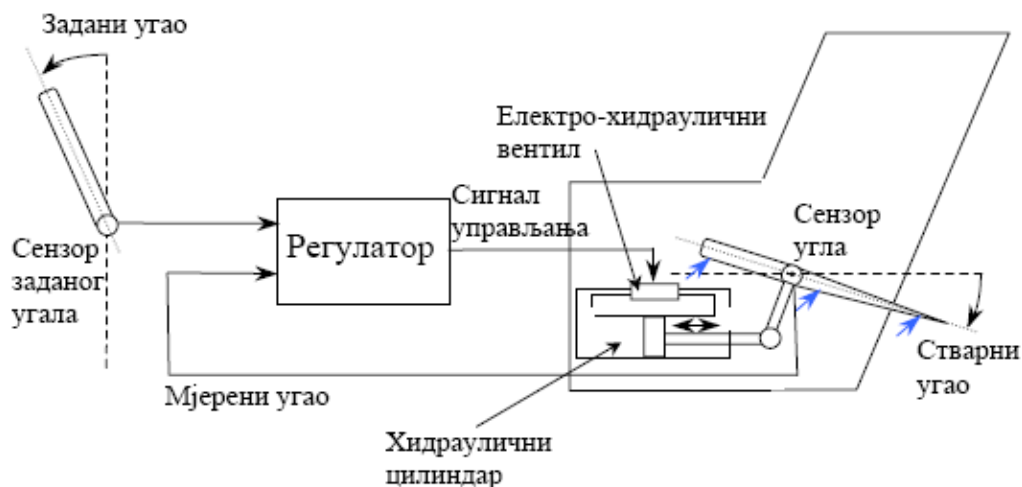 Задани угао
Електро-хидраулични
вентил
Сигнал
управљања
Сензор
угла
Регулатор
Сензор
заданог
угала
Стварни
угао
Мјерени угао
Хидраулични
цилиндар